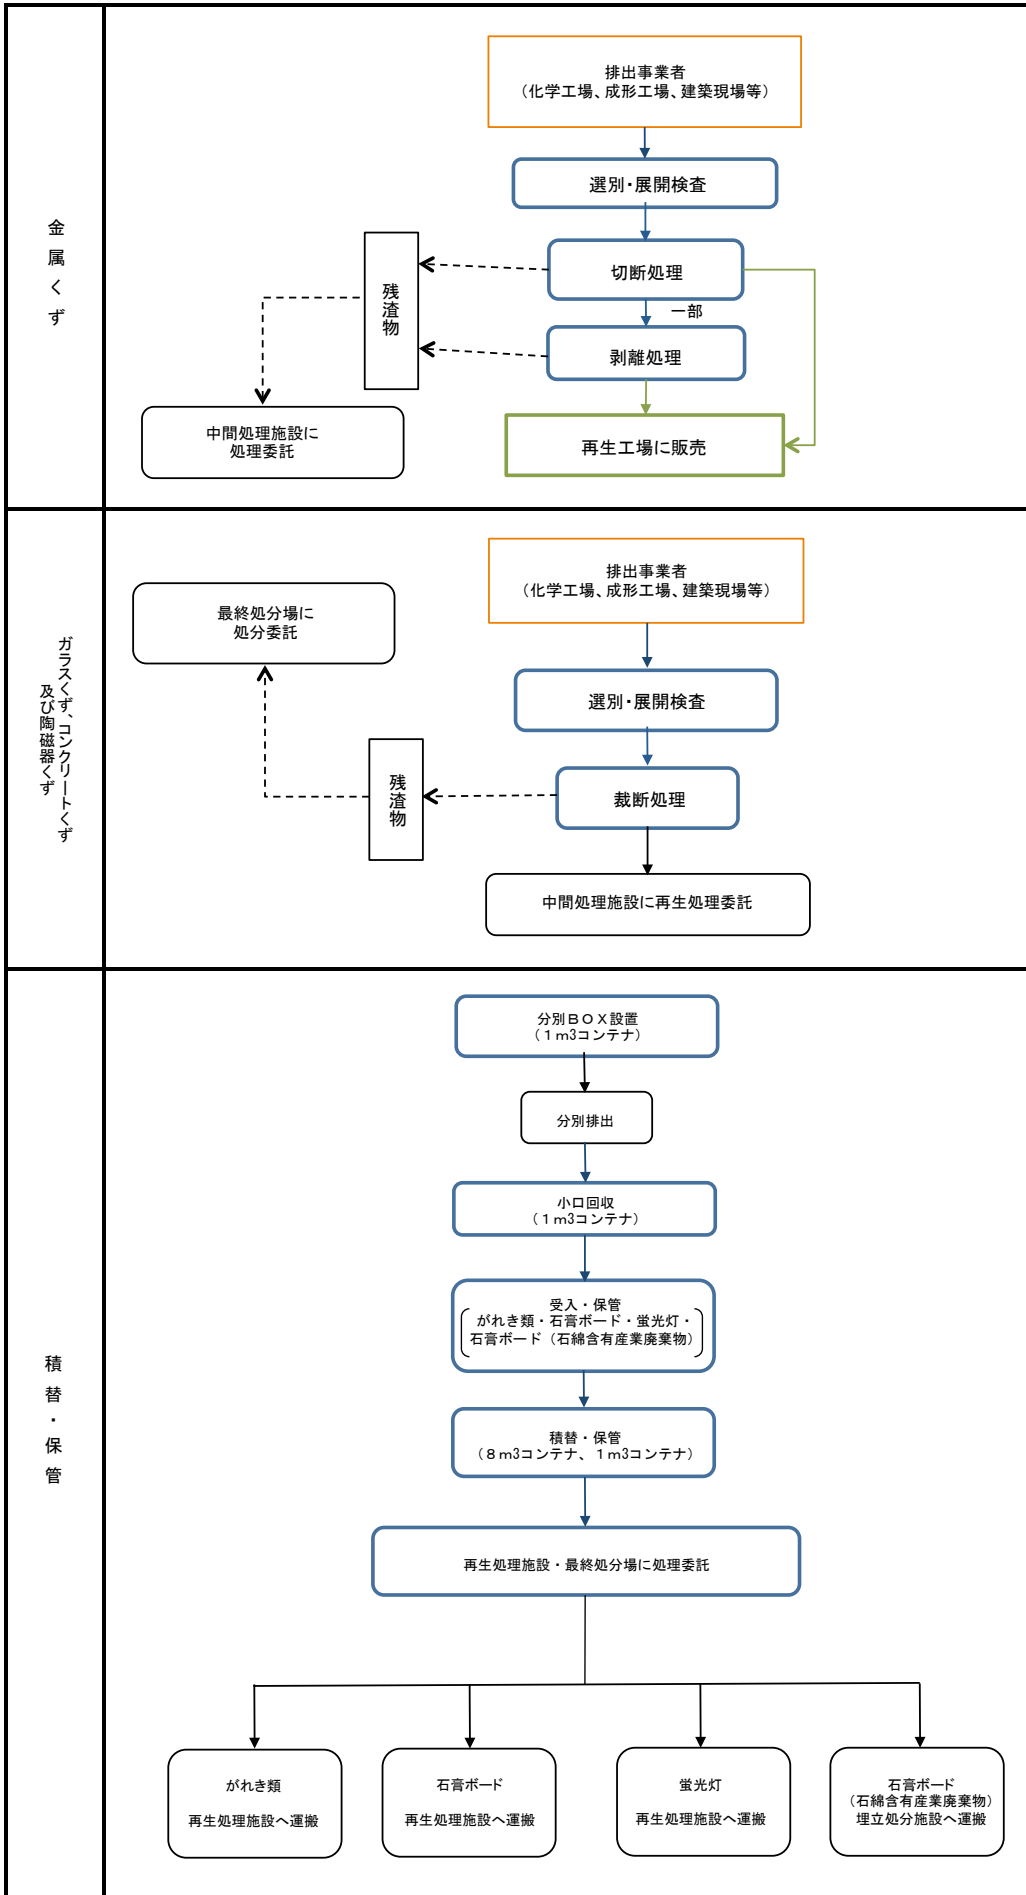 金属くず
排出事業者
（化学工場、成形工場、建築現場等）
選別・展開検査
切断処理
一部
残渣物
剥離処理
中間処理施設に
処理委託
再生工場に販売
ガラスくず、コンクリートくず
及び陶磁器くず
排出事業者
（化学工場、成形工場、建築現場等）
最終処分場に
処分委託
選別・展開検査
残渣物
裁断処理
中間処理施設に再生処理委託
積替・保管
分別ＢＯＸ設置
（１m3コンテナ）
分別排出
小口回収
（１m3コンテナ）
受入・保管
がれき類・石膏ボード・蛍光灯・
石膏ボード（石綿含有産業廃棄物）
積替・保管
（８m3コンテナ、１m3コンテナ）
再生処理施設・最終処分場に処理委託
がれき類
再生処理施設へ運搬
石膏ボード
再生処理施設へ運搬
蛍光灯
再生処理施設へ運搬
石膏ボード
（石綿含有産業廃棄物）
埋立処分施設へ運搬